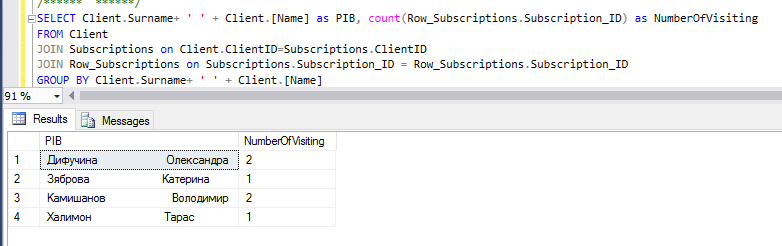 /****** ******/
SELECT Client.Surname+ ' ' + Client.[Name] as PIB, count(Row_Subscriptions.Subscription_ID) as NumberOfVisiting
FROM Client
JOIN Subscriptions on Client.ClientID=Subscriptions.ClientID
JOIN Row_Subscriptions on Subscriptions.Subscription_ID = Row_Subscriptions.Subscription_ID
GROUP BY Client.Surname+ ' ' + Client.[Name]
91 %
Results Messages
PIB NumberOfVisiting
1 Дифучина Олександра 2
2 Зяброва Катерина 1
3 Камишанов Володимир 2
4 Халимон Тарас 1